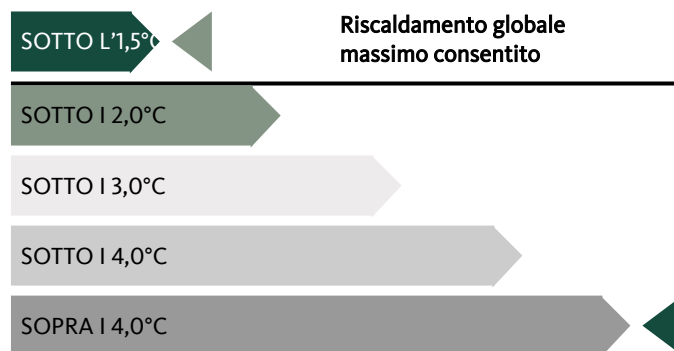 SOTTO L'1,5°C
Riscaldamento globale
massimo consentito
SOTTO I 2,0°C
SOTTO I 3,0°C
SOTTO I 4,0°C
SOPRA I 4,0°C